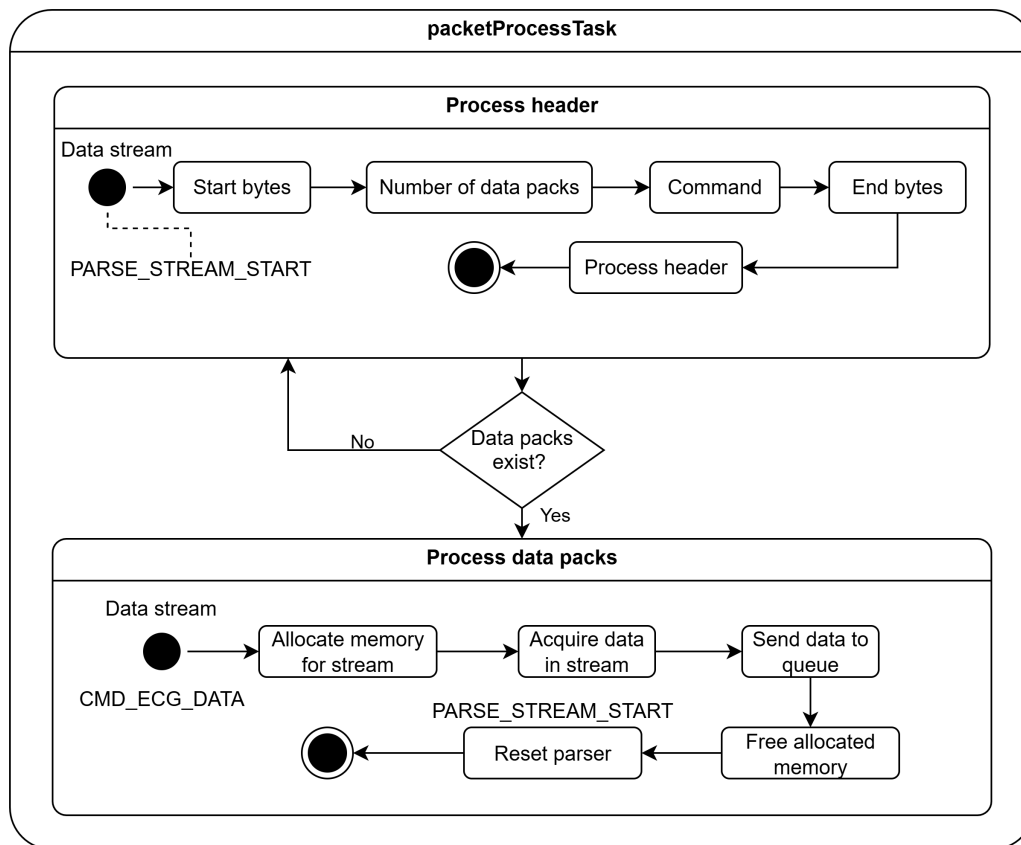 packetProcessTask
Process header
Data stream
Start bytes
Number of data packs
Command
End bytes
PARSE_STREAM_START
Process header
Data packs
exist?
No
Yes
Process data packs
Data stream
Allocate memory
for stream
Acquire data
in stream
Send data to
queue
CMD_ECG_DATA
PARSE_STREAM_START
Reset parser
Free allocated
memory